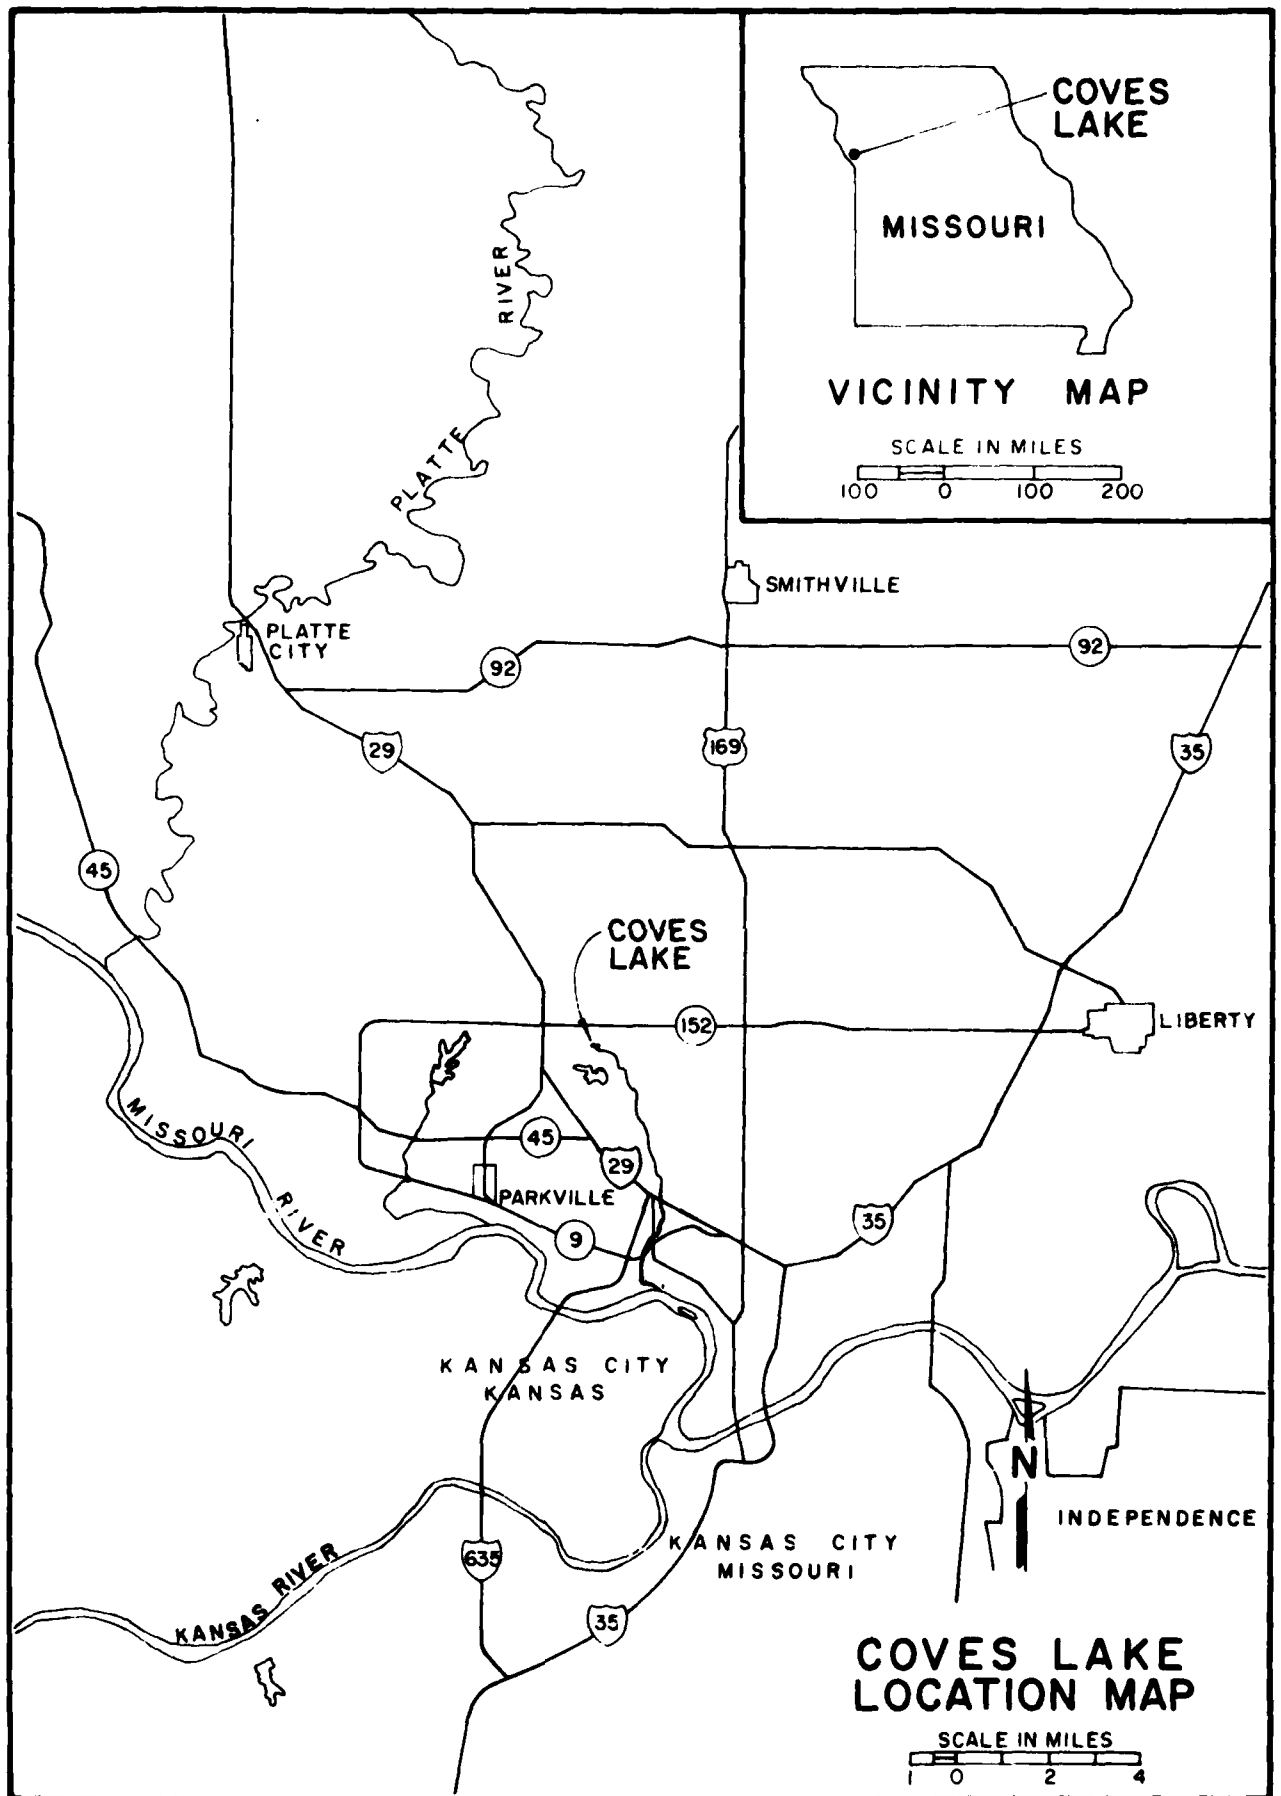 COVES
LAKE
MISSOURI
VICINITY MAP
SCALE IN MILES
100 0 100 200
PLATTE RIVER
SMITHVILLE
PLATTE
CITY
92
92
29
169
35
45
COVES
LAKE
152
LIBERTY
MISSOURI RIVER
45
29
PARKVILLE
9
35
KANSAS CITY
KANSAS
N
INDEPENDENCE
KANSAS CITY
MISSOURI
KANSAS RIVER
635
35
COVES LAKE
LOCATION MAP
SCALE IN MILES
1 0 2 4